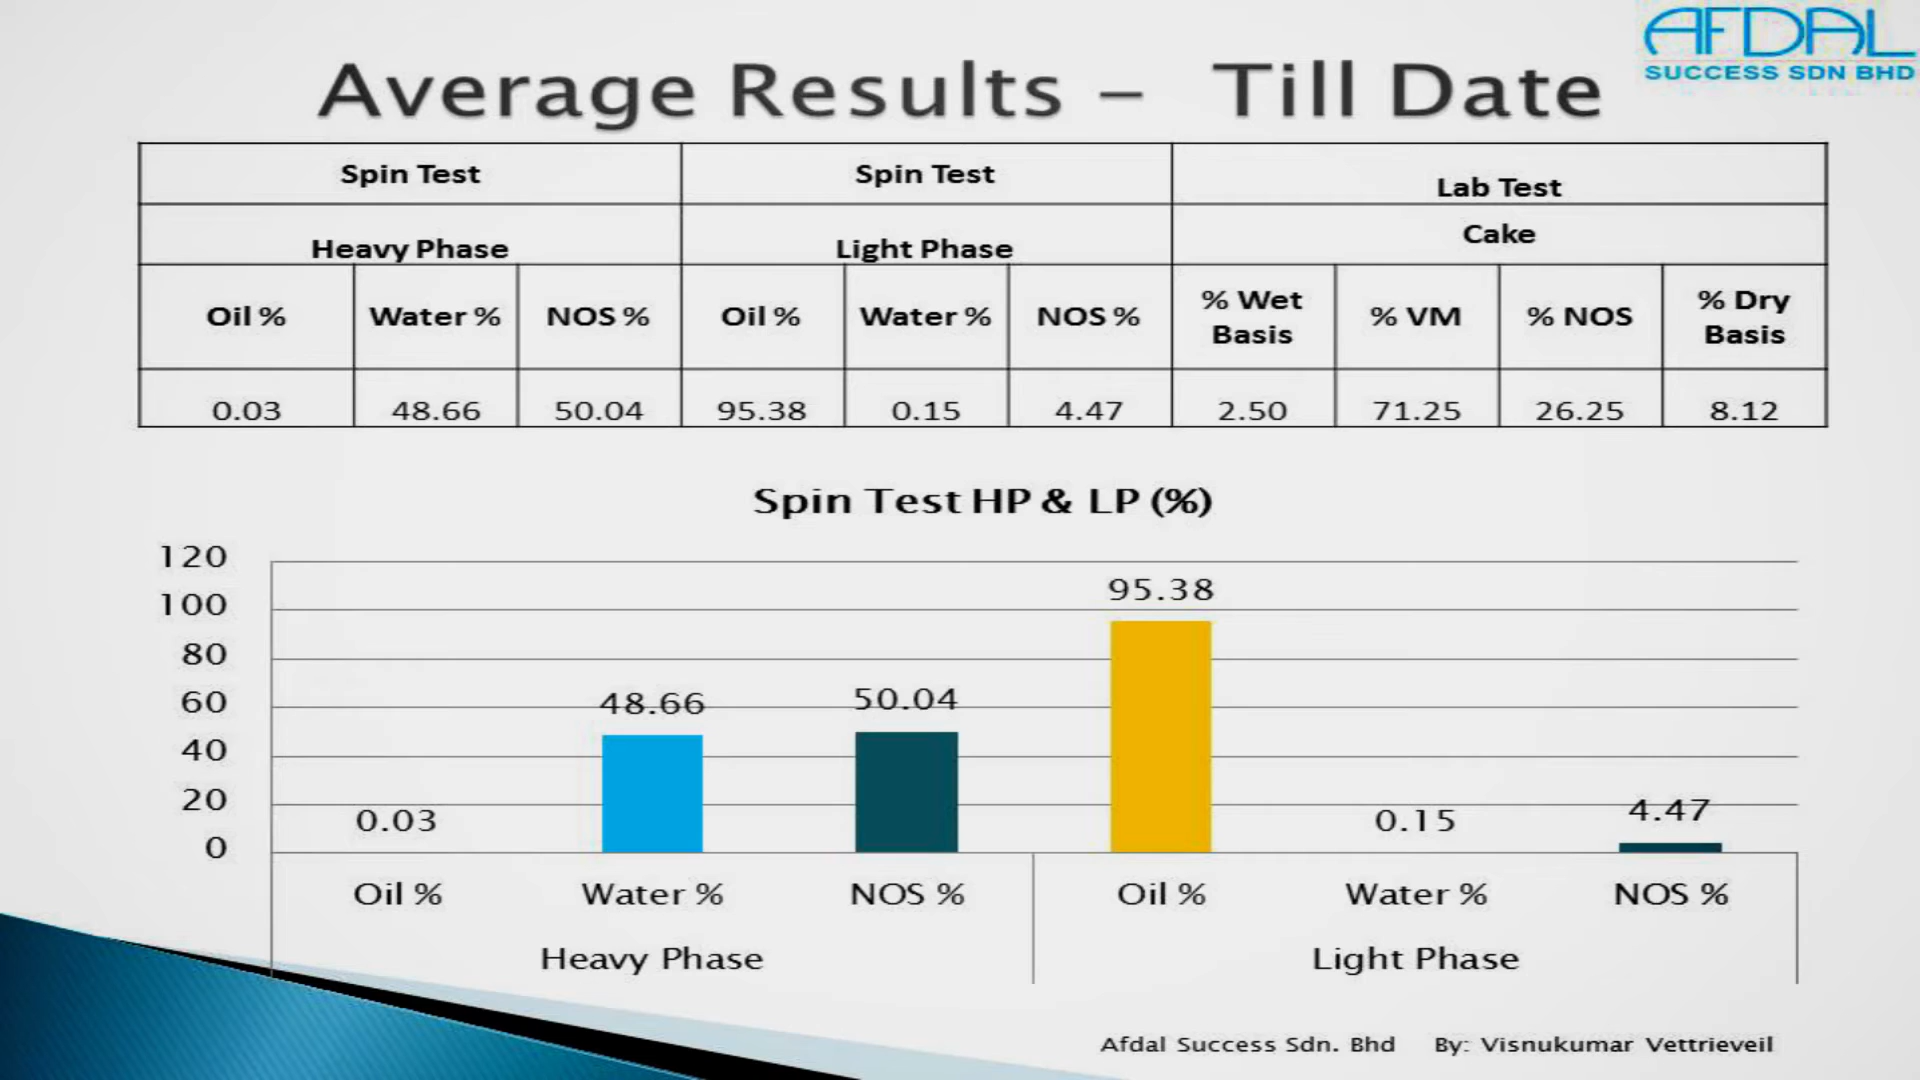 AFDAL
SUCCESS SDN BHD
Average Results – Till Date
Spin Test Spin Test Lab Test
Heavy Phase Light Phase Cake
Oil % Water % NOS % Oil % Water % NOS % % Wet Basis % VM % NOS % Dry Basis
0.03 48.66 50.04 95.38 0.15 4.47 2.50 71.25 26.25 8.12
Spin Test HP & LP (%)
120
100
80
60
40
20
0
0.03 48.66 50.04 95.38 0.15 4.47
Oil % Water % NOS % Oil % Water % NOS %
Heavy Phase Light Phase
Afdal Success Sdn. Bhd By: Visnukumar Vettrieveil